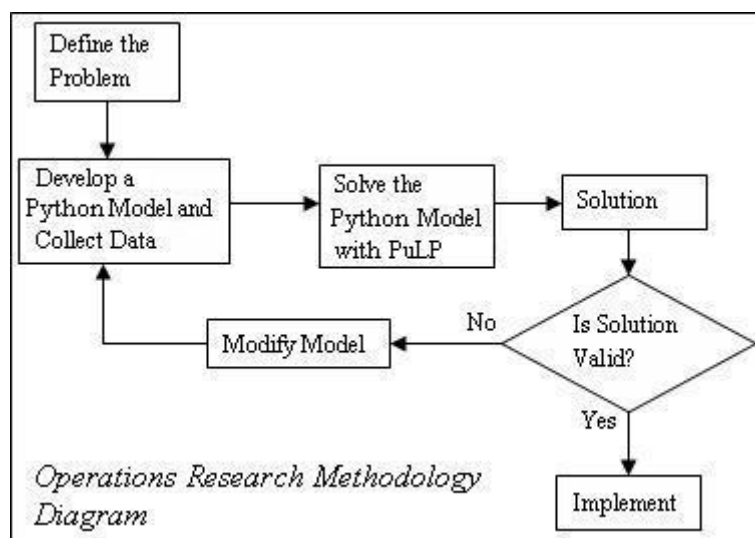 Define the
Problem
Develop a
Python Model and
Collect Data
Solve the
Python Model
with PuLP
Solution
Is Solution
Valid?
No
Modify Model
Yes
Implement
Operations Research Methodology
Diagram